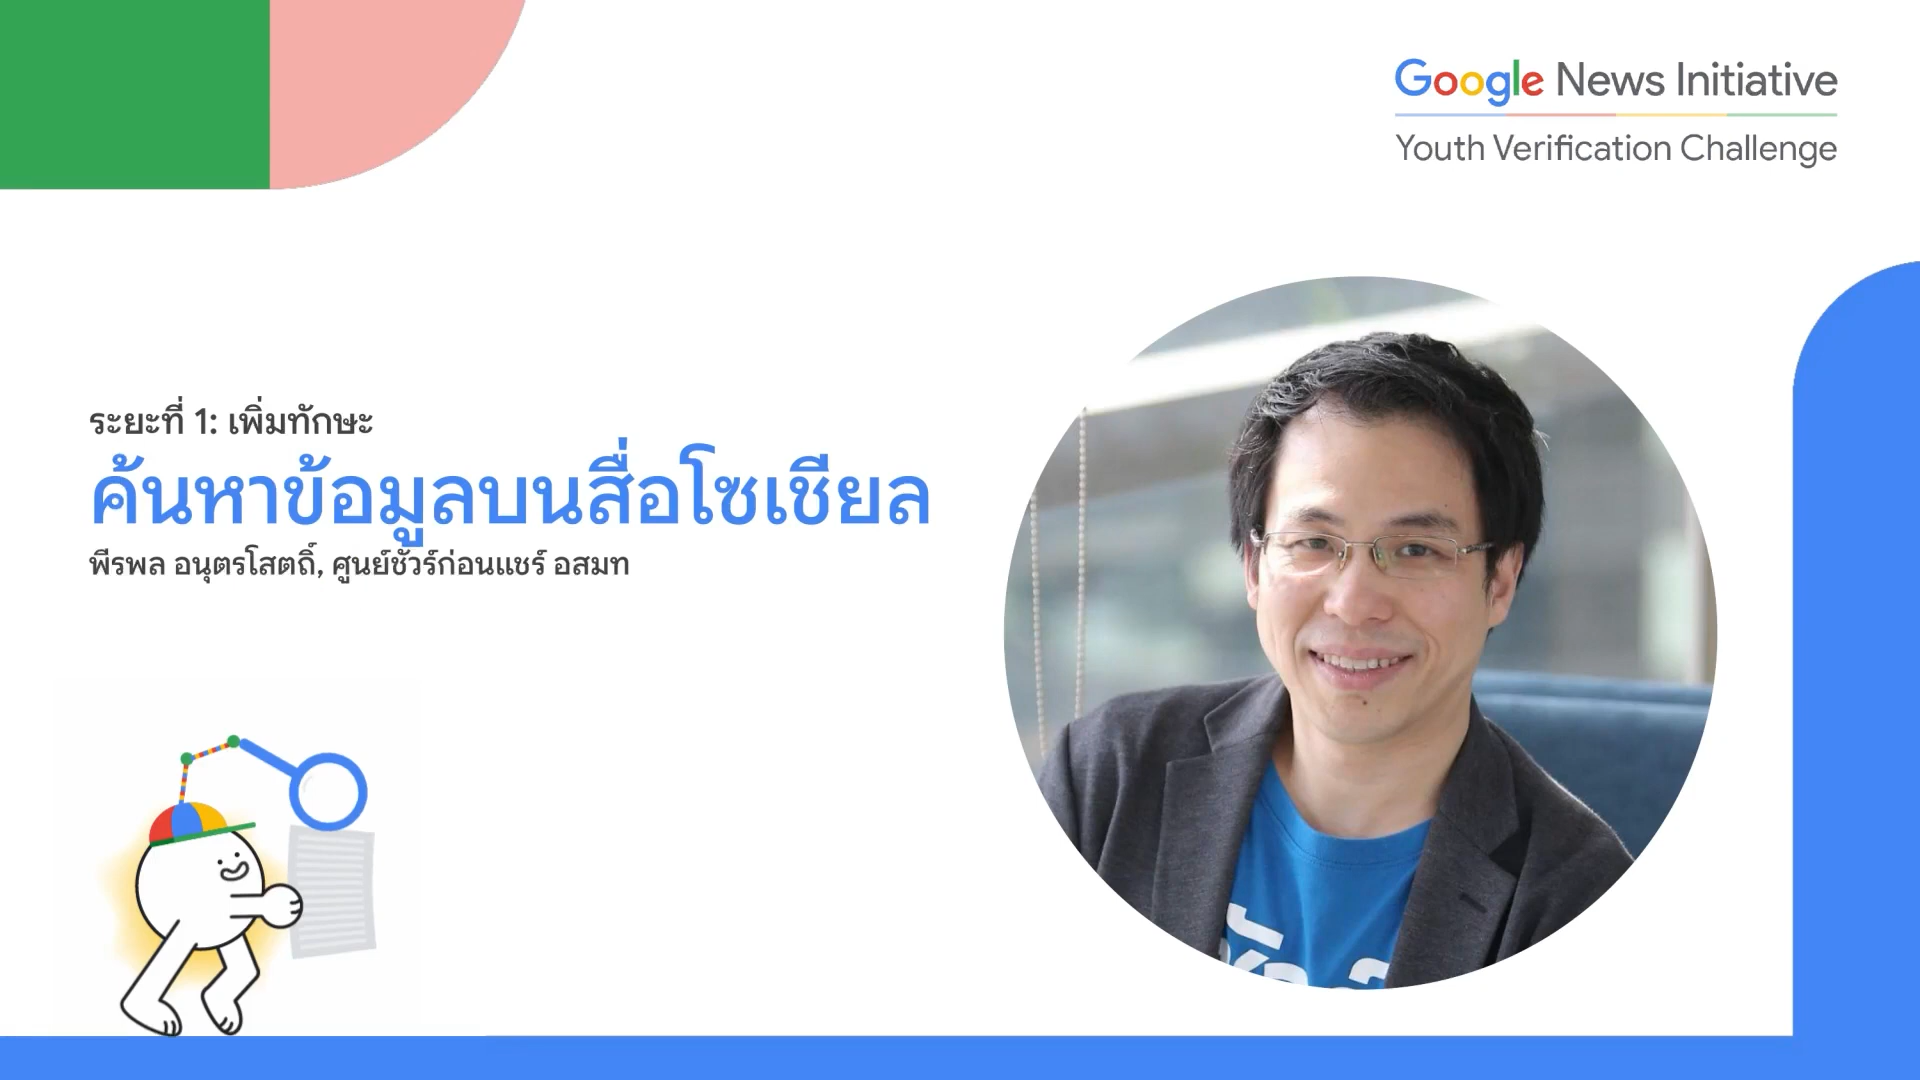 Google News Initiative
Youth Verification Challenge
ระยะที่ 1: เพิ่มทักษะ
ค้นหาข้อมูลบนสื่อโซเชียล
พีรพล อนุตรโสตถิ์, ศูนย์ชัวร์ก่อนแชร์ อสมท